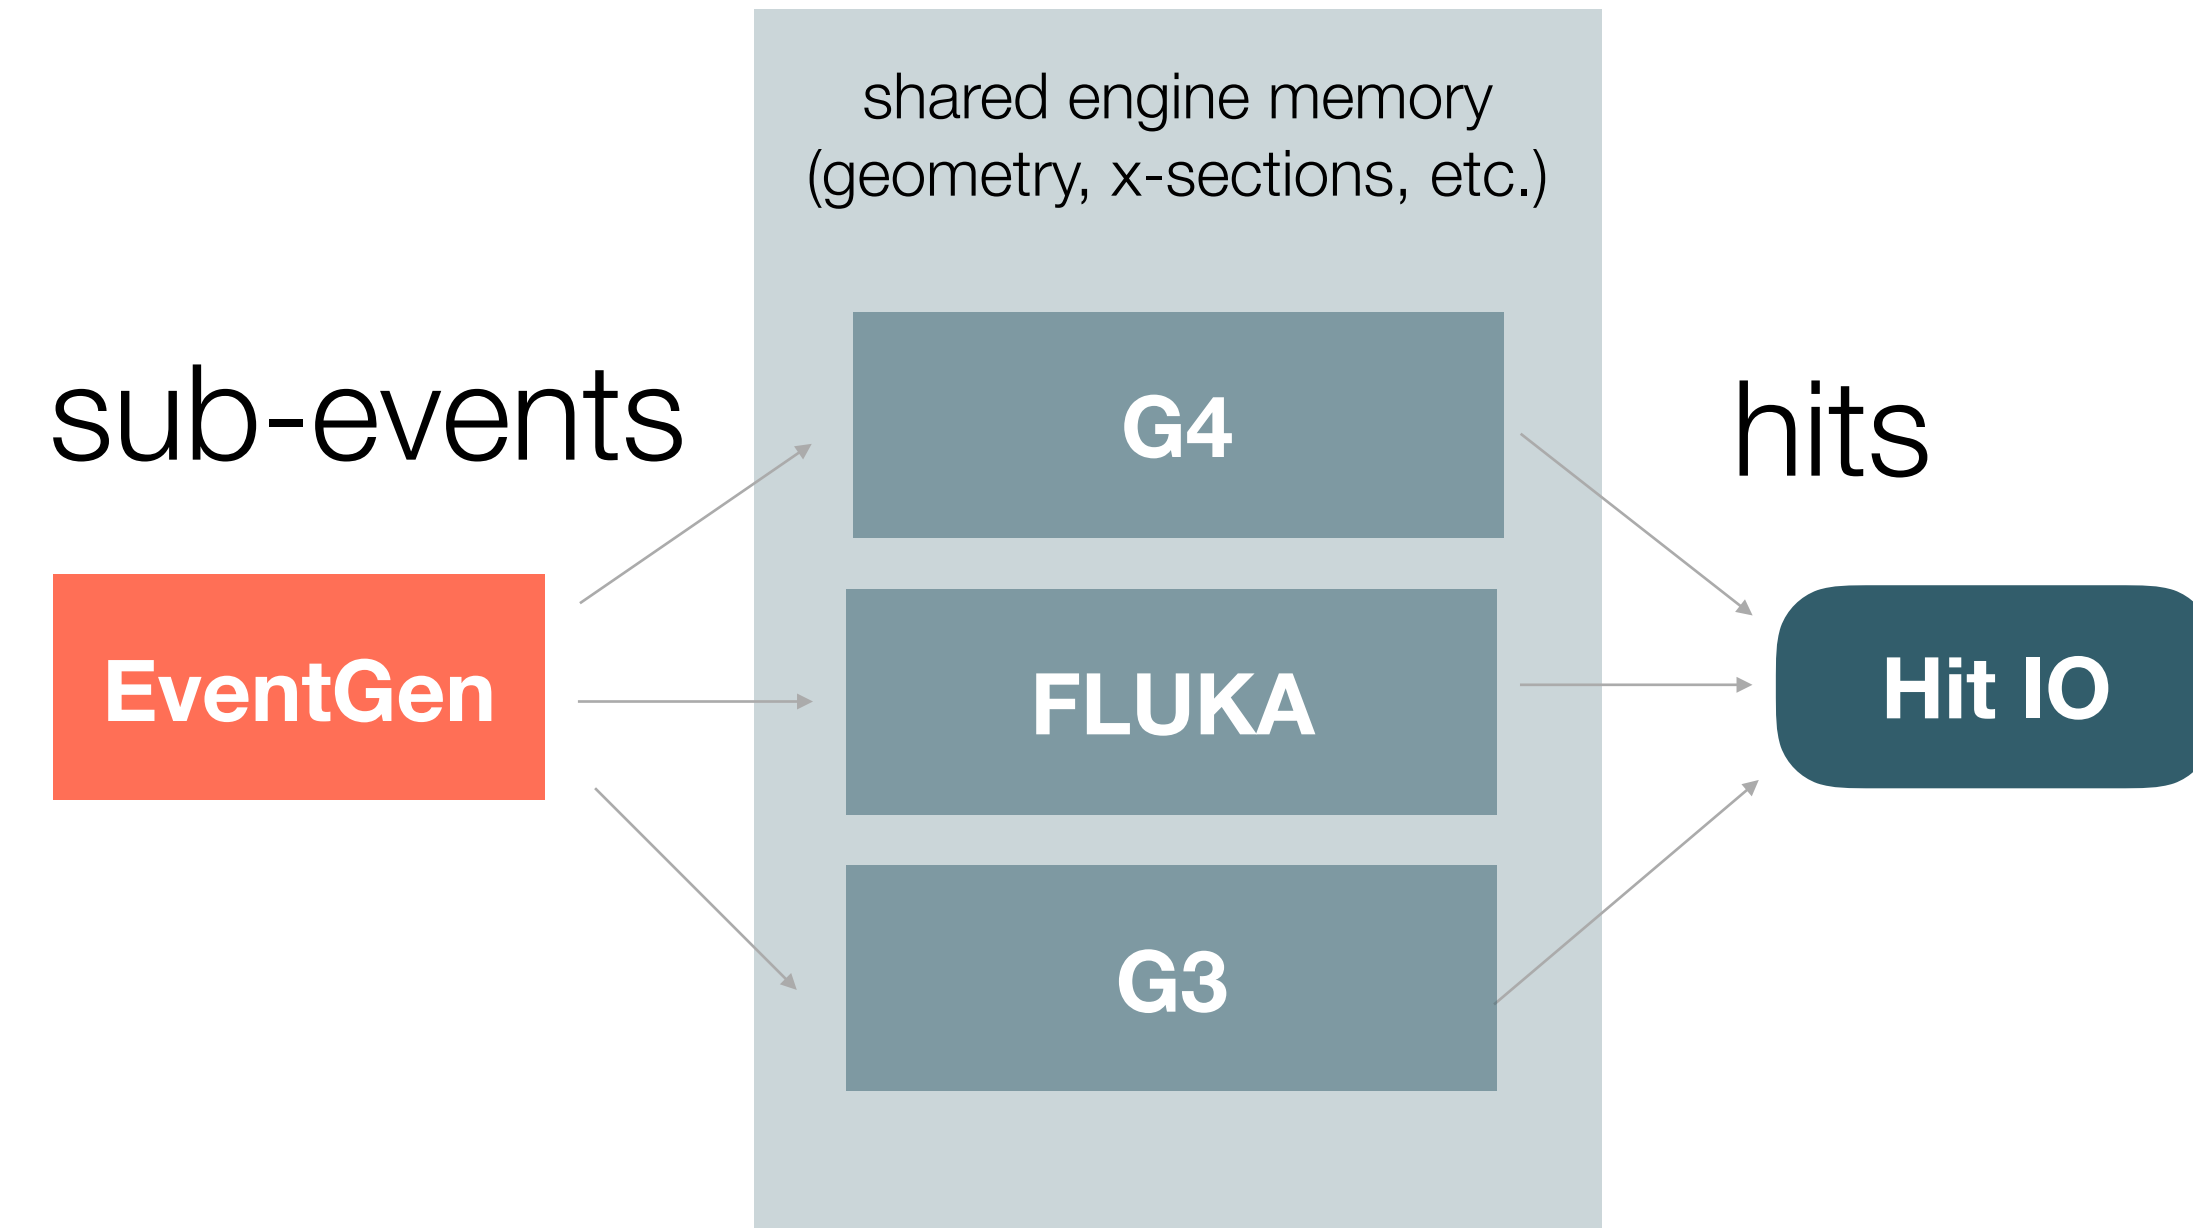 shared engine memory
(geometry, x-sections, etc.)
sub-events
G4
hits
EventGen
FLUKA
Hit IO
G3